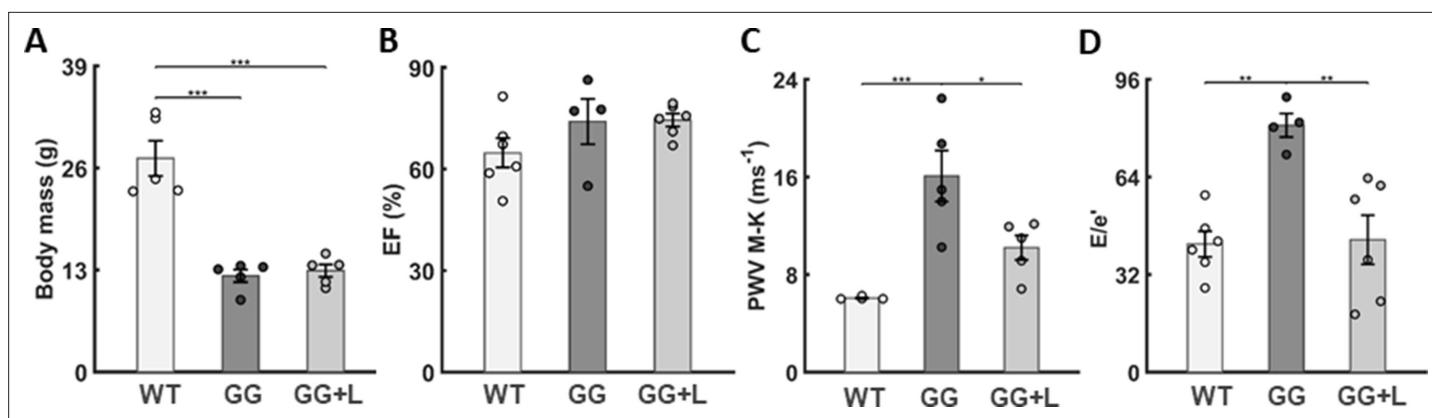 A
Body mass (g)
39
26
13
0
***
***
WT GG GG+L
B
EF (%)
90
60
30
0
WT GG GG+L
C
PWV M-K (ms⁻¹)
24
16
8
0
*** *
WT GG GG+L
D
E/e'
96
64
32
0
** **
WT GG GG+L